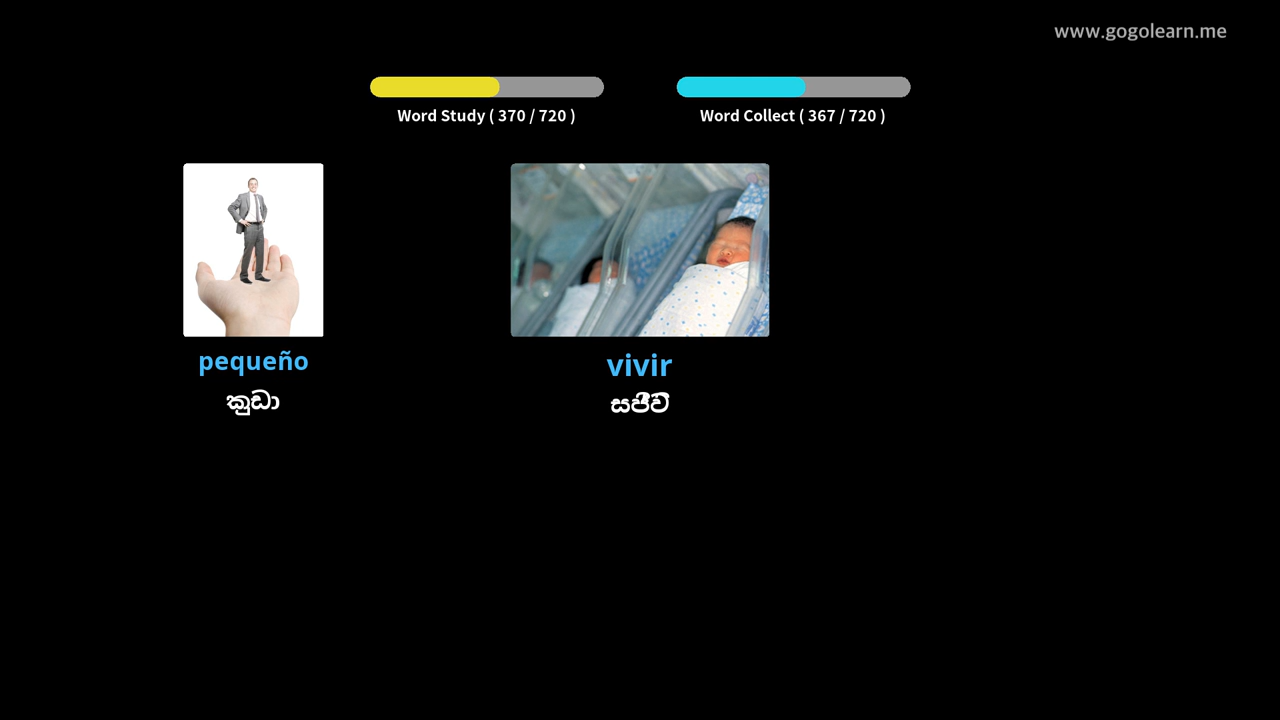 www.gogolearn.me
Word Study ( 370 / 720 )
Word Collect ( 367 / 720 )
pequeño
කුඩා
vivir
සජීවී